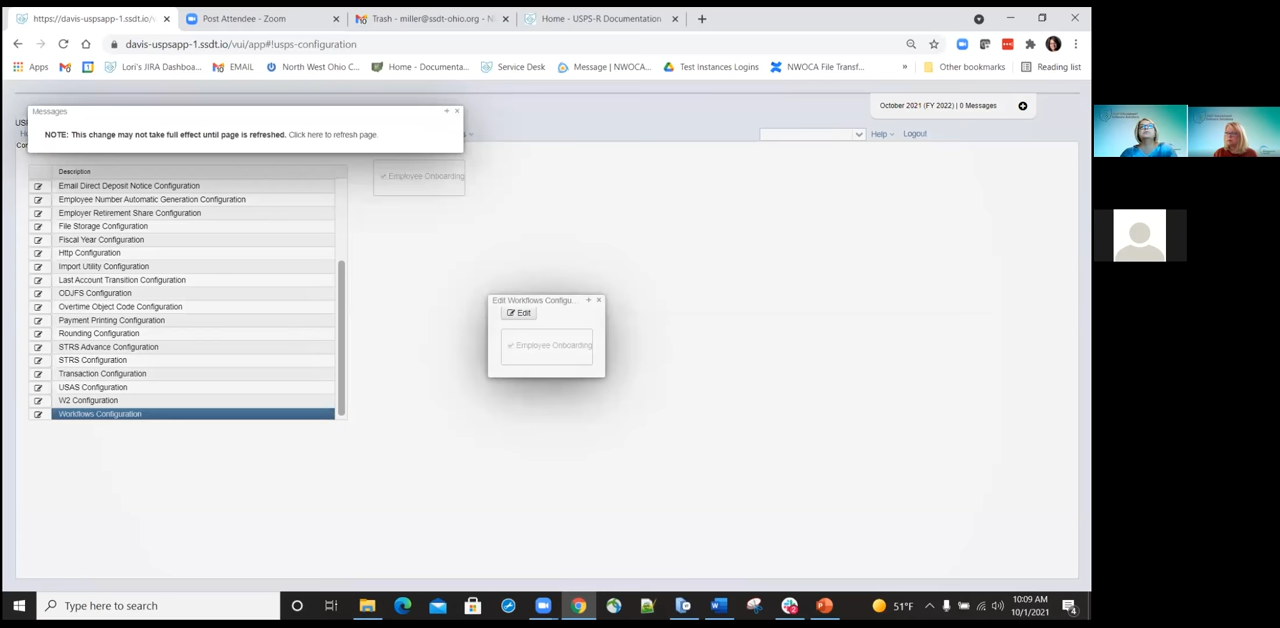 https://davis-uspsapp-1.ssdt.io/vu
Post Attendee - Zoom
Trash - miller@ssdt-ohio.org - N
Home - USPS-R Documentation
davis-uspsapp-1.ssdt.io/vui/app#!usps-configuration
Apps
Lori's JIRA Dashboa...
EMAIL
North West Ohio C...
Home - Documenta...
Service Desk
Message | NWOCA...
Test Instances Logins
NWOCA File Transf...
»
Other bookmarks
Reading list
Messages
October 2021 (FY 2022) | 0 Messages
NOTE: This change may not take full effect until page is refreshed. Click here to refresh page.
Help
Logout
Description
Email Direct Deposit Notice Configuration
Employee Number Automatic Generation Configuration
Employer Retirement Share Configuration
File Storage Configuration
Fiscal Year Configuration
Http Configuration
Import Utility Configuration
Last Account Transition Configuration
ODJFS Configuration
Overtime Object Code Configuration
Payment Printing Configuration
Rounding Configuration
STRS Advance Configuration
STRS Configuration
Transaction Configuration
USAS Configuration
W2 Configuration
Workflows Configuration
Employee Onboarding
Edit Workflows Configu...
Edit
Employee Onboarding
Type here to search
51°F
10:09 AM
10/1/2021